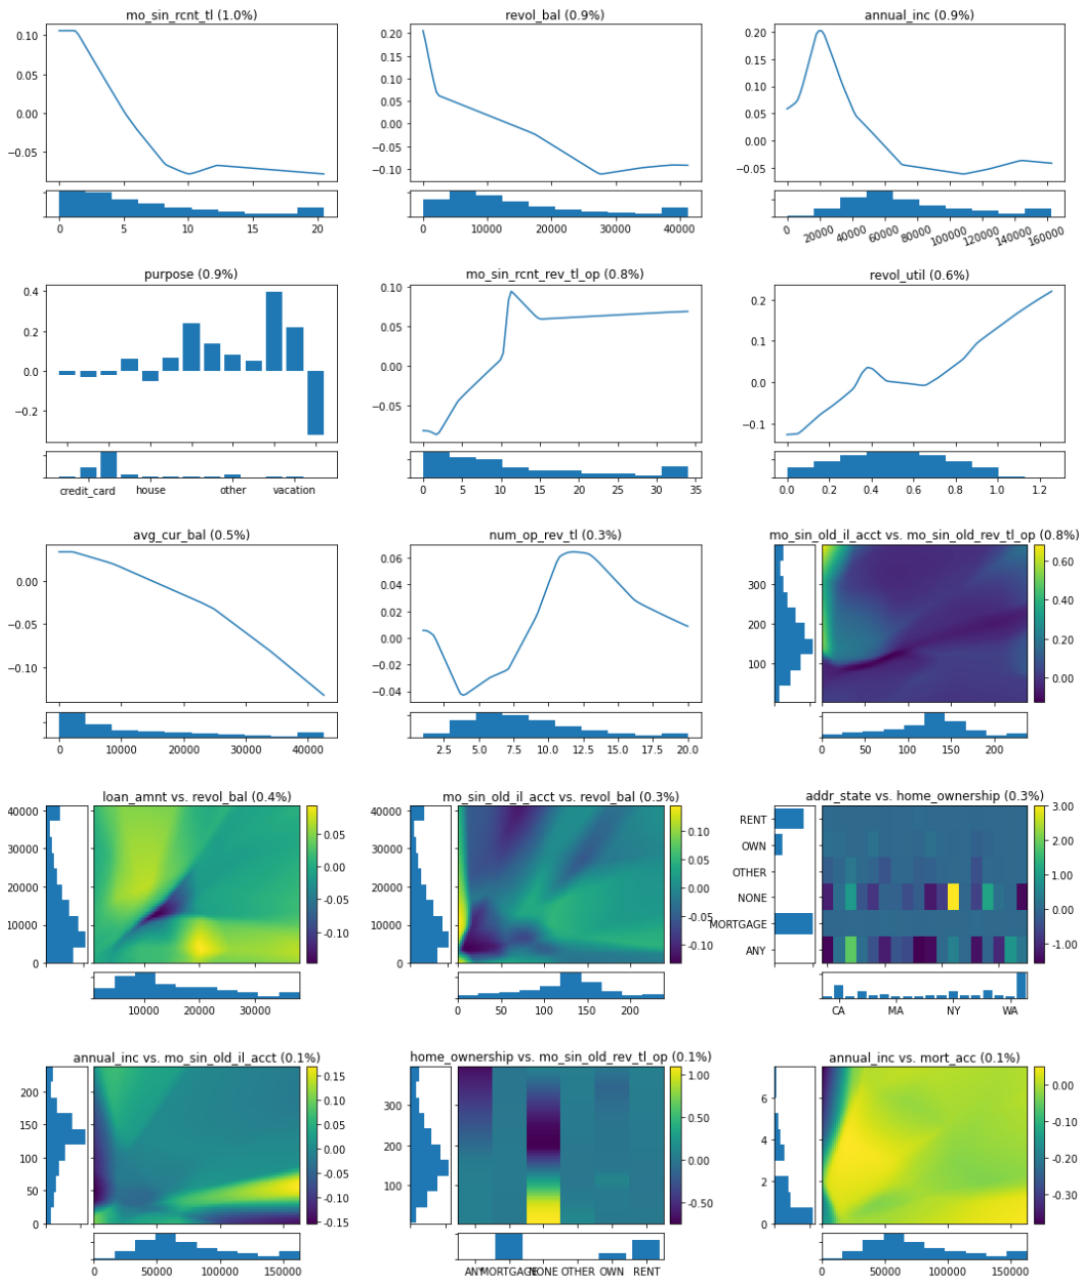 mo_sin_rcnt_tl (1.0%)
0.10
0.05
0.00
−0.05
0 5 10 15 20
revol_bal (0.9%)
0.20
0.15
0.10
0.05
0.00
−0.05
−0.10
0 10000 20000 30000 40000
annual_inc (0.9%)
0.20
0.15
0.10
0.05
0.00
−0.05
0 20000 40000 60000 80000 100000 120000 140000 160000
purpose (0.9%)
0.4
0.2
0.0
−0.2
credit_card house other vacation
mo_sin_rcnt_rev_tl_op (0.8%)
0.10
0.05
0.00
−0.05
0 5 10 15 20 25 30 35
revol_util (0.6%)
0.2
0.1
0.0
−0.1
0.0 0.2 0.4 0.6 0.8 1.0 1.2
avg_cur_bal (0.5%)
0.00
−0.05
−0.10
0 10000 20000 30000 40000
num_op_rev_tl (0.3%)
0.06
0.04
0.02
0.00
−0.02
−0.04
2.5 5.0 7.5 10.0 12.5 15.0 17.5 20.0
mo_sin_old_il_acct vs. mo_sin_old_rev_tl_op (0.8%)
300
200
100
0.60
0.40
0.20
0.00
0 50 100 150 200
loan_amnt vs. revol_bal (0.4%)
40000
30000
20000
10000
0
0.05
0.00
−0.05
−0.10
10000 20000 30000
mo_sin_old_il_acct vs. revol_bal (0.3%)
40000
30000
20000
10000
0
0.10
0.05
0.00
−0.05
−0.10
0 50 100 150 200
addr_state vs. home_ownership (0.3%)
RENT
OWN
OTHER
NONE
MORTGAGE
ANY
3.00
2.00
1.00
0.00
−1.00
CA MA NY WA
annual_inc vs. mo_sin_old_il_acct (0.1%)
200
150
100
50
0
0.15
0.10
0.05
0.00
−0.05
−0.10
−0.15
0 50000 100000 150000
home_ownership vs. mo_sin_old_rev_tl_op (0.1%)
300
200
100
1.00
0.50
0.00
−0.50
ANY MORTGAGE NONE OTHER OWN RENT
annual_inc vs. mort_acc (0.1%)
6
4
2
0
0.00
−0.10
−0.20
−0.30
0 50000 100000 150000